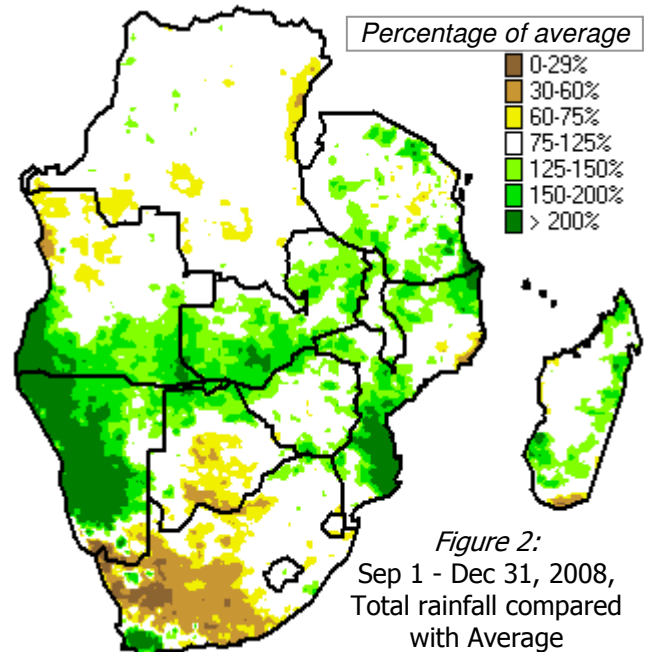 Percentage of average
0-29%
30-60%
60-75%
75-125%
125-150%
150-200%
> 200%
Figure 2:
Sep 1 - Dec 31, 2008,
Total rainfall compared
with Average